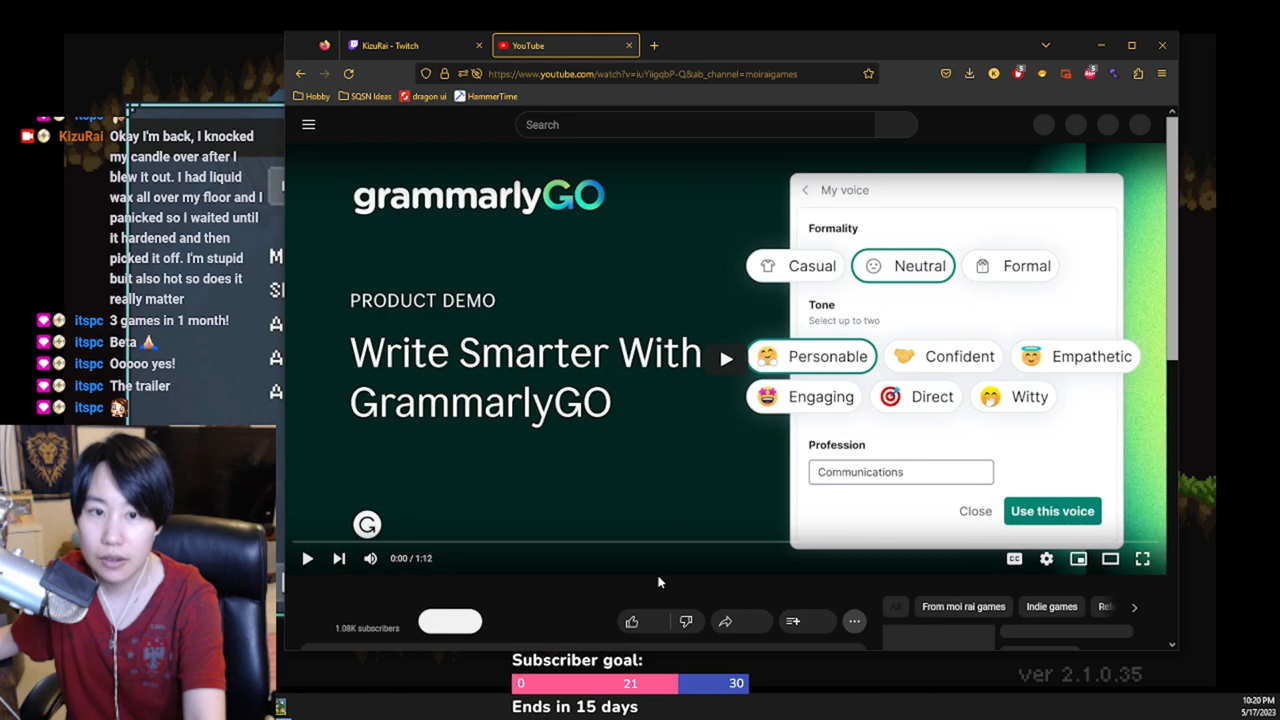 KizuRai - Twitch
YouTube
https://www.youtube.com/watch?v=iuYiigqbP-Q&ab_channel=moiraigames
Hobby
SQSN Ideas
dragon ui
HammerTime
Search
itspc
KizuRai Okay I'm back, I knocked
my candle over after I
blew it out. I had liquid
wax all over my floor and I
panicked so I waited until
it hardened and then
picked it off. I'm stupid
but also hot so does it
really matter
itspc 3 games in 1 month!
itspc Beta
itspc Ooooo yes!
itspc The trailer
itspc
grammarlyGO
PRODUCT DEMO
Write Smarter With
GrammarlyGO
My voice
Formality
Casual
Neutral
Formal
Tone
Select up to two
Personable
Confident
Empathetic
Engaging
Direct
Witty
Profession
Communications
Close
Use this voice
0:00 / 1:12
CC
1.08K subscribers
All
From moi rai games
Indie games
Rel
Subscriber goal:
0
21
30
Ends in 15 days
ver 2.1.0.35
10:20 PM
5/17/2023